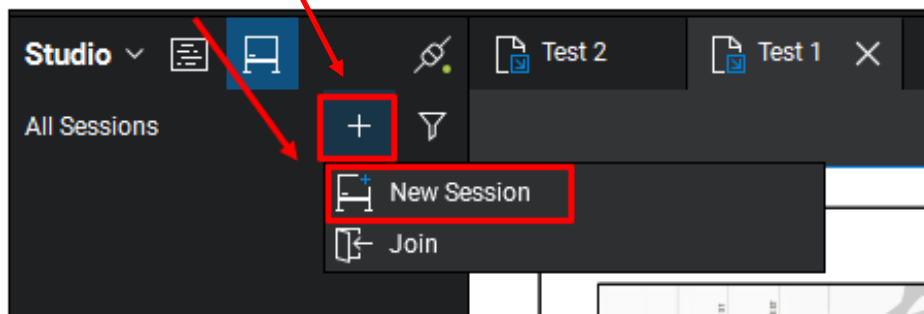 Studio
Test 2
Test 1
All Sessions
New Session
Join